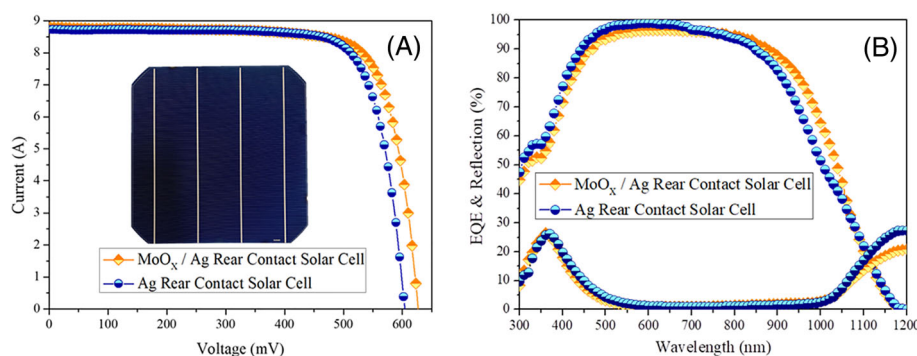 (A)
9
8
7
6
5
4
3
2
1
0
Current (A)
MoOX / Ag Rear Contact Solar Cell
Ag Rear Contact Solar Cell
0 100 200 300 400 500 600
Voltage (mV)
(B)
100
90
80
70
60
50
40
30
20
10
0
EQE & Reflection (%)
MoOX / Ag Rear Contact Solar Cell
Ag Rear Contact Solar Cell
300 400 500 600 700 800 900 1000 1100 1200
Wavelength (nm)